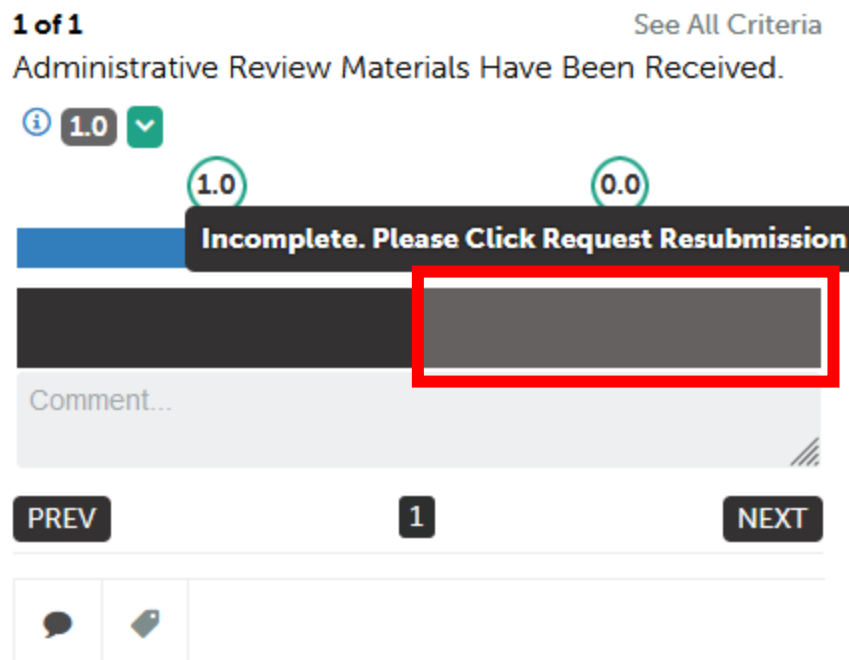 1 of 1 See All Criteria
Administrative Review Materials Have Been Received.
1.0
1.0 0.0
Incomplete. Please Click Request Resubmission
Comment...
PREV 1 NEXT